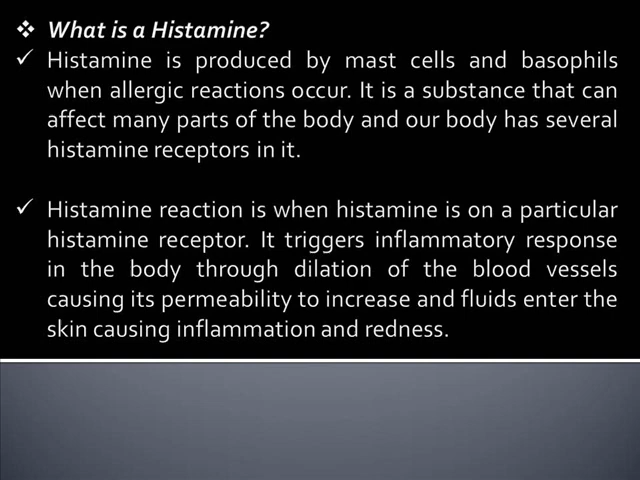 ❖ What is a Histamine?
✓ Histamine is produced by mast cells and basophils
when allergic reactions occur. It is a substance that can
affect many parts of the body and our body has several
histamine receptors in it.
✓ Histamine reaction is when histamine is on a particular
histamine receptor. It triggers inflammatory response
in the body through dilation of the blood vessels
causing its permeability to increase and fluids enter the
skin causing inflammation and redness.